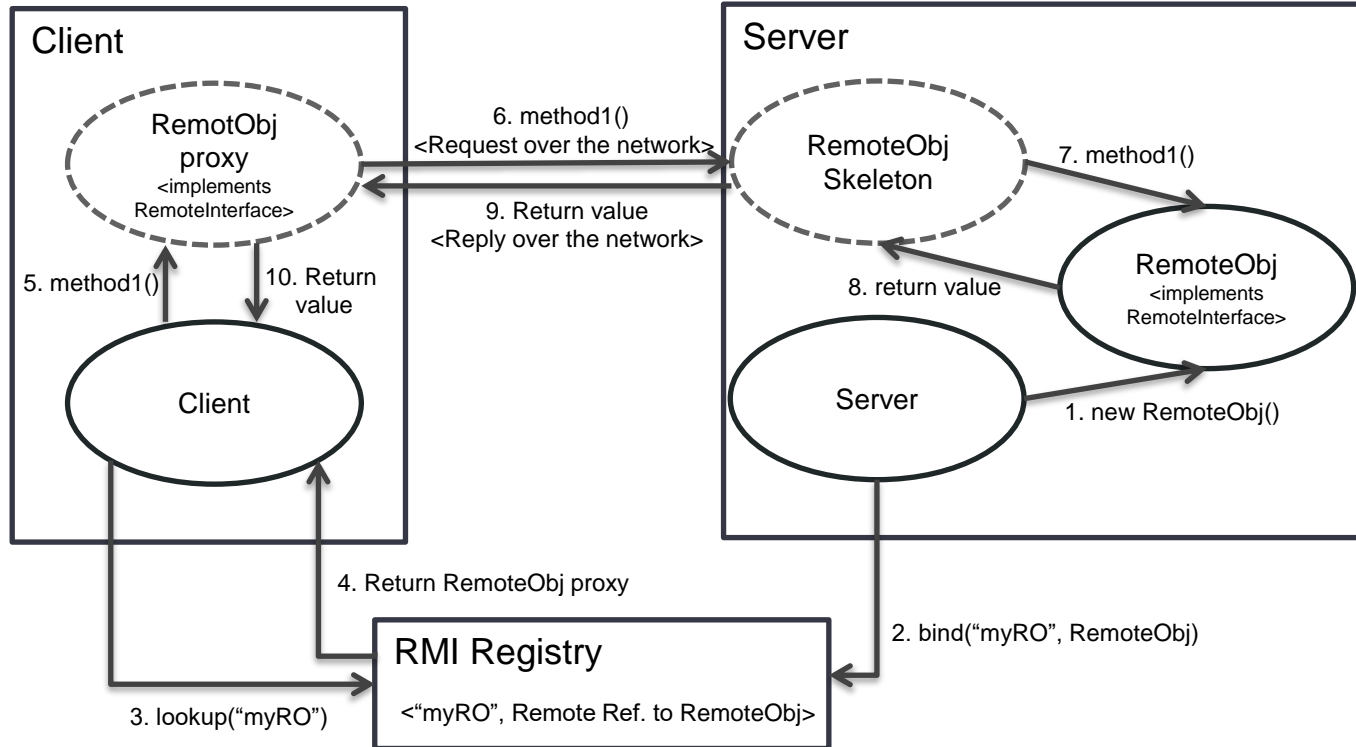 Client
RemotObj
proxy
<implements
RemoteInterface>
5. method1()
10. Return
value
Client
6. method1()
<Request over the network>
9. Return value
<Reply over the network>
Server
RemoteObj
Skeleton
7. method1()
RemoteObj
<implements
RemoteInterface>
8. return value
Server
1. new RemoteObj()
4. Return RemoteObj proxy
2. bind(“myRO”, RemoteObj)
RMI Registry
<“myRO”, Remote Ref. to RemoteObj>
3. lookup(“myRO”)